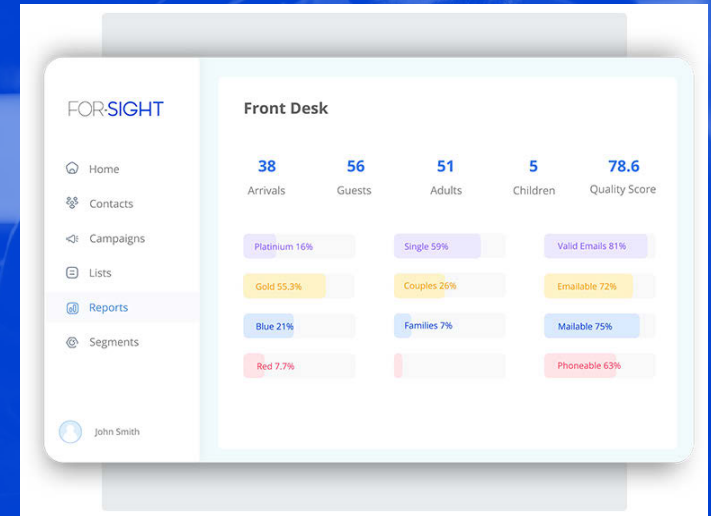 FOR-SIGHT
Home
Contacts
Campaigns
Lists
Reports
Segments
John Smith
Front Desk
38 56 51 5 78.6
Arrivals Guests Adults Children Quality Score
Platinium 16% Single 59% Valid Emails 81%
Gold 55.3% Couples 26% Emailable 72%
Blue 21% Families 7% Mailable 75%
Red 7.7% Phoneable 63%